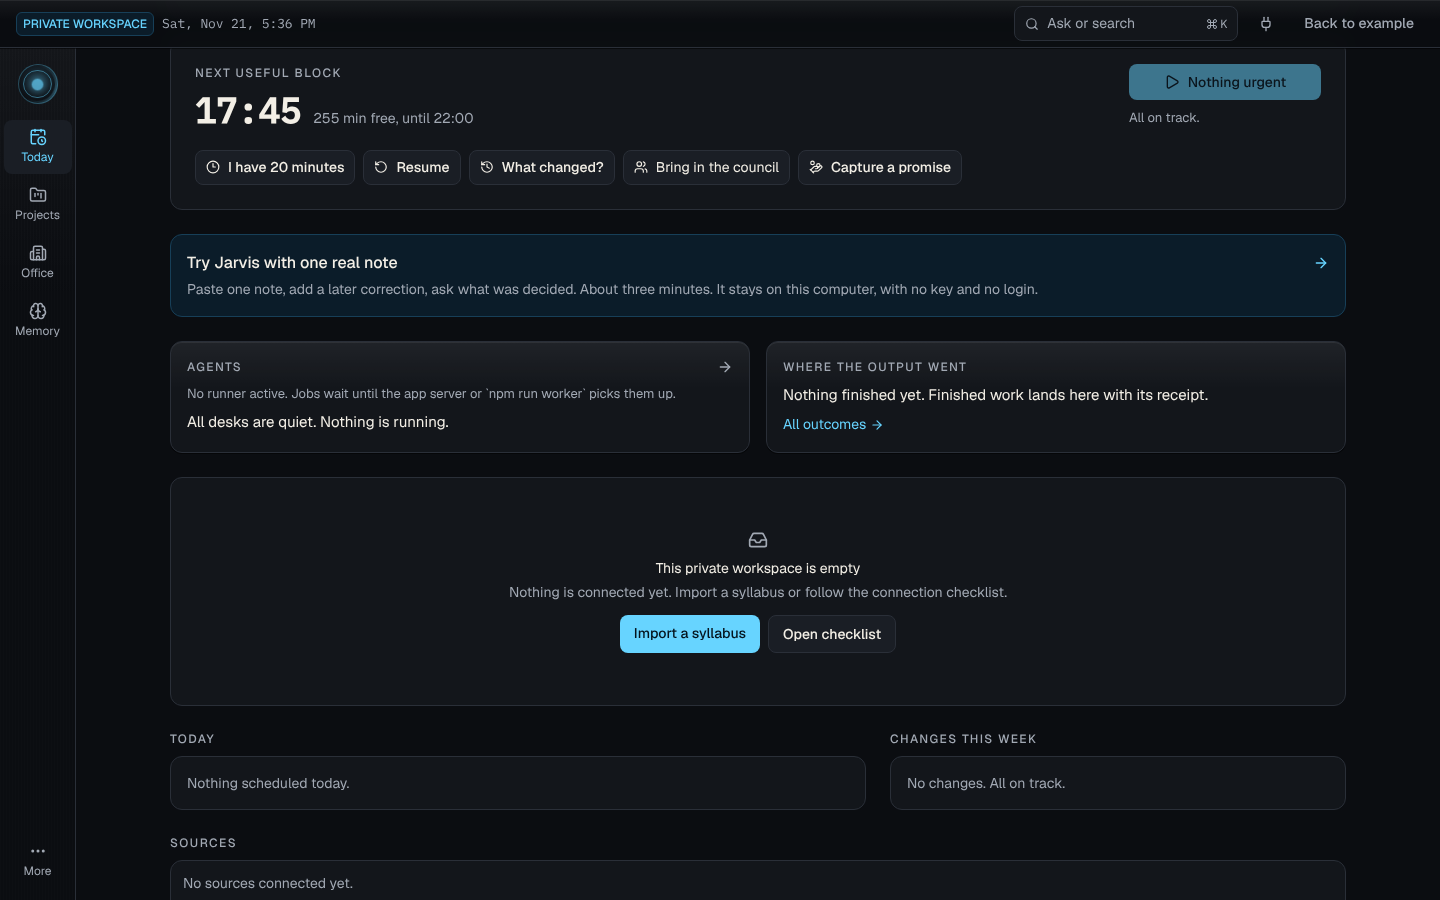 PRIVATE WORKSPACE
Sat, Nov 21, 5:36 PM
Ask or search
⌘K
Back to example
Today
Projects
Office
Memory
More
NEXT USEFUL BLOCK
17:45
255 min free, until 22:00
Nothing urgent
All on track.
I have 20 minutes
Resume
What changed?
Bring in the council
Capture a promise
Try Jarvis with one real note
Paste one note, add a later correction, ask what was decided. About three minutes. It stays on this computer, with no key and no login.
AGENTS
No runner active. Jobs wait until the app server or `npm run worker` picks them up.
All desks are quiet. Nothing is running.
WHERE THE OUTPUT WENT
Nothing finished yet. Finished work lands here with its receipt.
All outcomes →
This private workspace is empty
Nothing is connected yet. Import a syllabus or follow the connection checklist.
Import a syllabus
Open checklist
TODAY
Nothing scheduled today.
CHANGES THIS WEEK
No changes. All on track.
SOURCES
No sources connected yet.